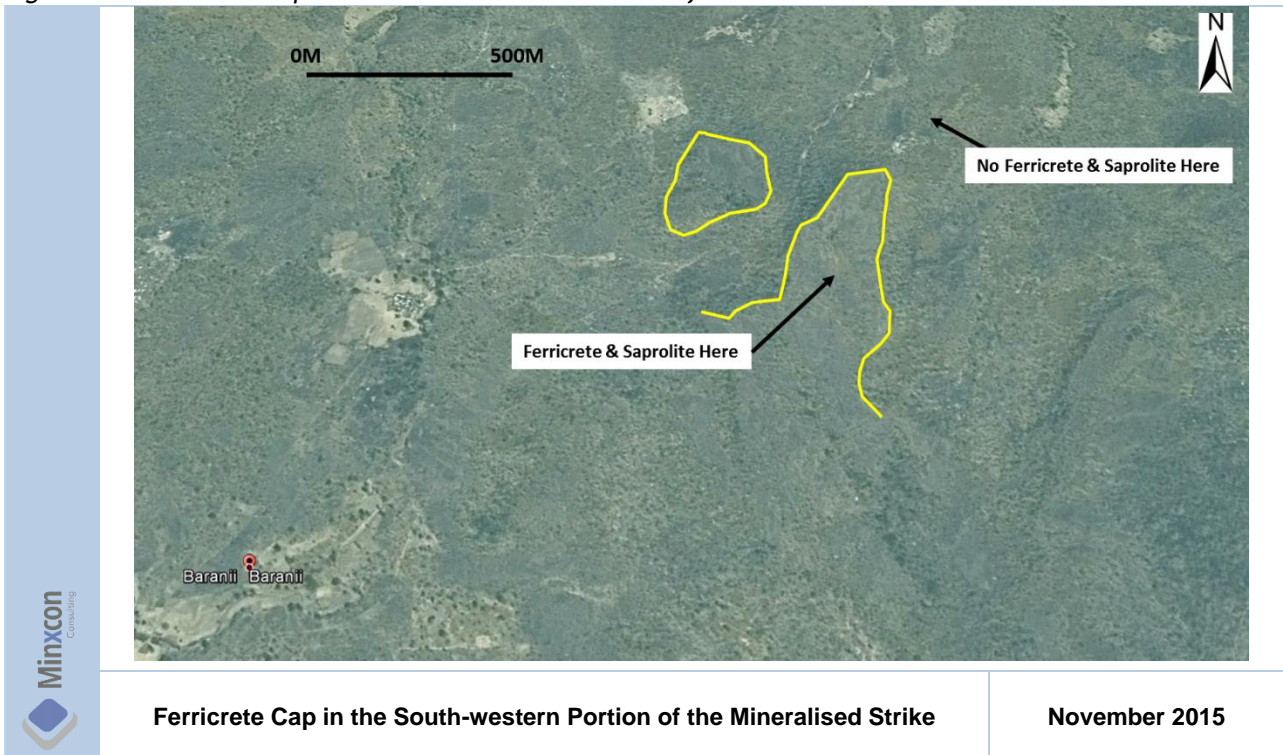 N
0M 500M
No Ferricrete & Saprolite Here
Ferricrete & Saprolite Here
Baranii Baranii
Minxcon
Consulting
Ferricrete Cap in the South-western Portion of the Mineralised Strike
November 2015